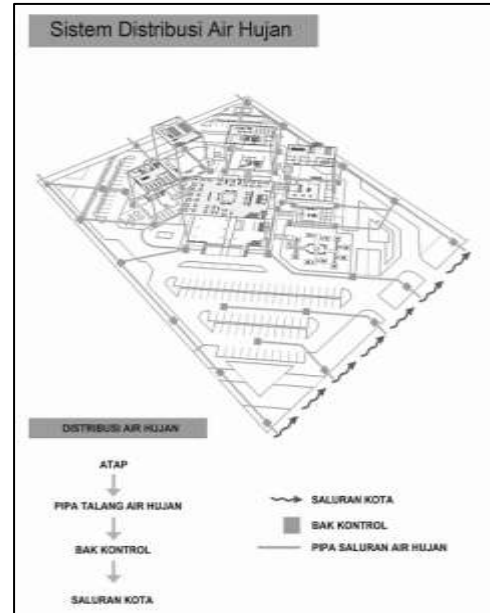 Sistem Distribusi Air Hujan
DISTRIBUSI AIR HUJAN
ATAP
PIPA TALANG AIR HUJAN
BAK KONTROL
SALURAN KOTA
SALURAN KOTA
BAK KONTROL
PIPA SALURAN AIR HUJAN